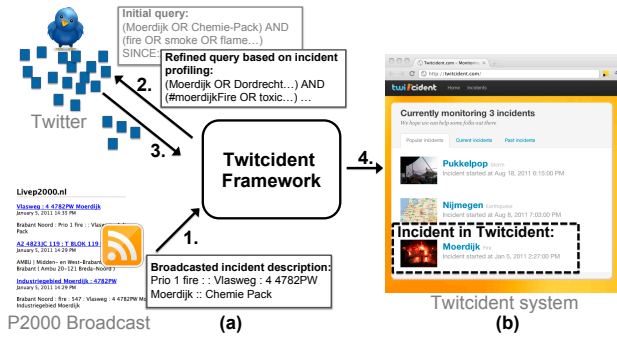 Initial query:
(Moerdijk OR Chemie-Pack) AND
(fire OR smoke OR flame…)
SINCE:
Refined query based on incident
profiling:
(Moerdijk OR Dordrecht…) AND
(#moerdijkFire OR toxic…) …
Twitter
2.
3.
Twitcident
Framework
4.
1.
Livep2000.nl
Vlasweg : 4 4782PW Moerdijk
January 5, 2011 14:35 PM
Brabant Noord : Prio 1 fire : : Vlasweg
Pack
A2 4823JC 119 : T BLOK 119
January 5, 2011 14:29 PM
AMBU | Midden- en West-Brabant
Brabant ( Ambu 20-121 Breda-Noord )
Industriegebied Moerdijk : 4782PW
January 5, 2011 14:29 PM
Brabant Noord : fire : 547 : Vlasweg : 4 4782PW Mo
Industriegebied Moerdijk
Broadcasted incident description:
Prio 1 fire : : Vlasweg : 4 4782PW
Moerdijk :: Chemie Pack
P2000 Broadcast
(a)
Twitcident.com – Monitorin
http://twitcident.com/
twitcident Home Incidents
Currently monitoring 3 incidents
We hope we can help some folks out there
Popular incidents Current incidents Past incidents
Pukkelpop Storm
Incident started at Aug 18, 2011 6:15:00 PM
Nijmegen Earthquake
Incident started at Aug 8, 2011 7:03:00 PM
Incident in Twitcident:
Moerdijk Fire
Incident started at Jan 5, 2011 2:27:00 PM
Twitcident system
(b)